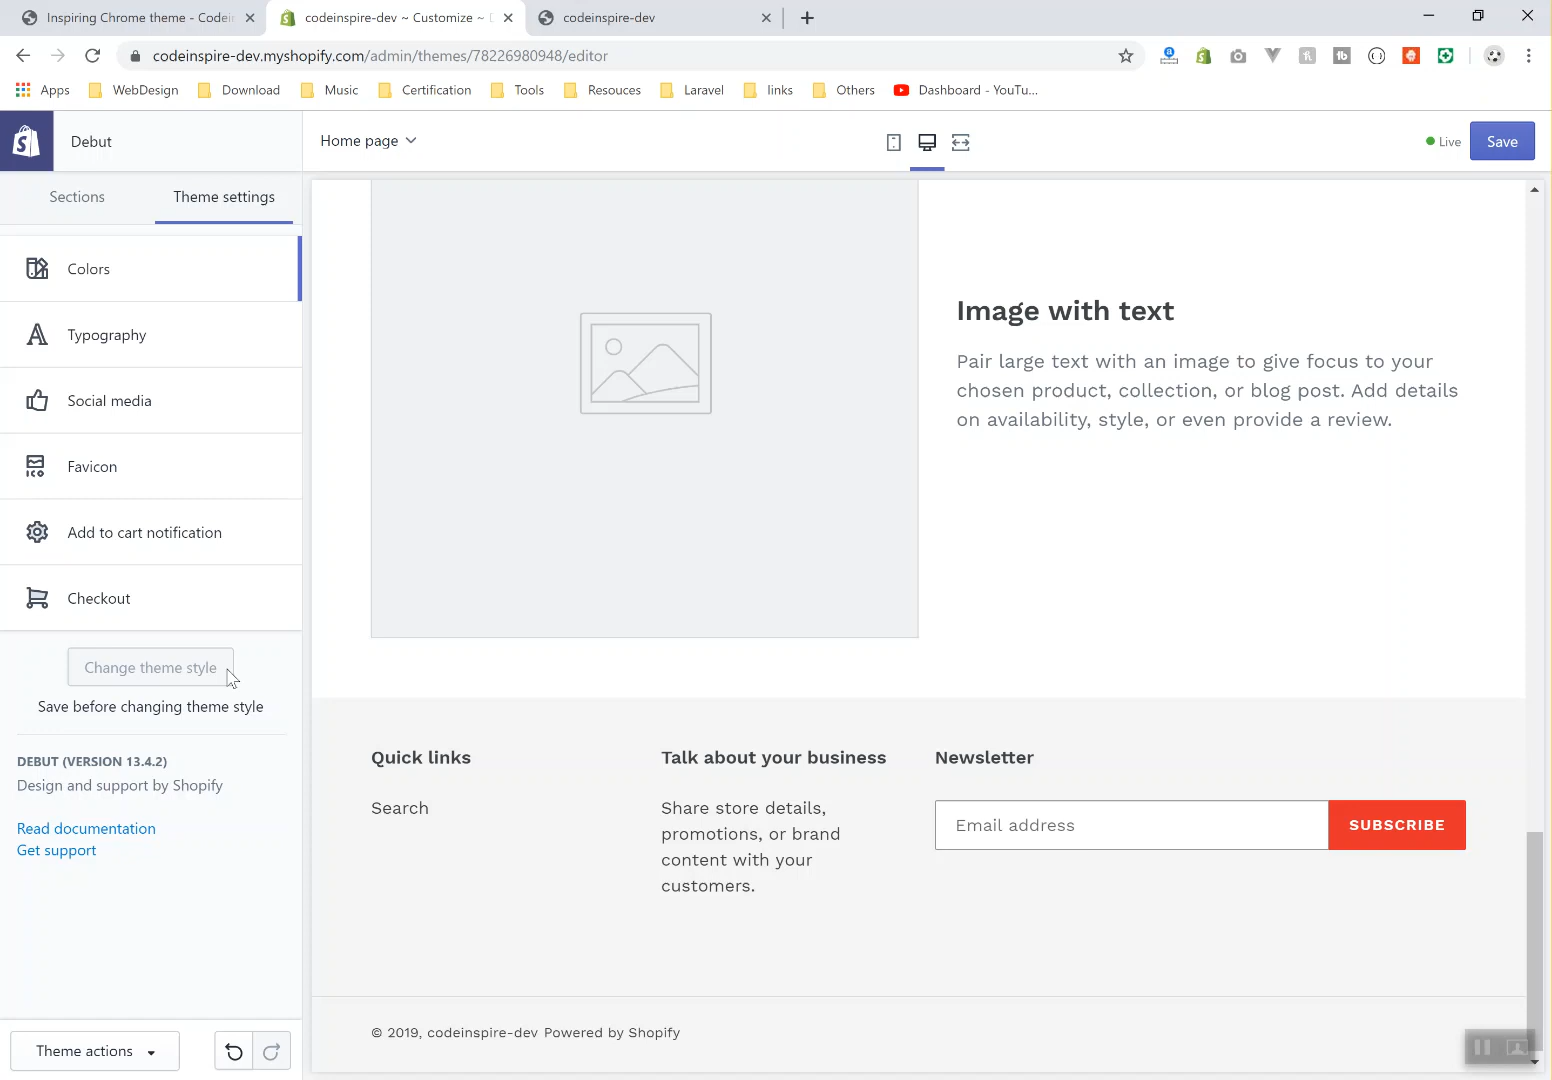 Inspiring Chrome theme - Codei
codeinspire-dev ~ Customize ~
codeinspire-dev
codeinspire-dev.myshopify.com/admin/themes/78226980948/editor
Apps
WebDesign
Download
Music
Certification
Tools
Resouces
Laravel
links
Others
Dashboard - YouTu...
Debut
Home page
Live
Save
Sections
Theme settings
Colors
Typography
Social media
Favicon
Add to cart notification
Checkout
Change theme style
Save before changing theme style
DEBUT (VERSION 13.4.2)
Design and support by Shopify
Read documentation
Get support
Theme actions
Image with text
Pair large text with an image to give focus to your
chosen product, collection, or blog post. Add details
on availability, style, or even provide a review.
Quick links
Search
Talk about your business
Share store details,
promotions, or brand
content with your
customers.
Newsletter
Email address
SUBSCRIBE
© 2019, codeinspire-dev Powered by Shopify